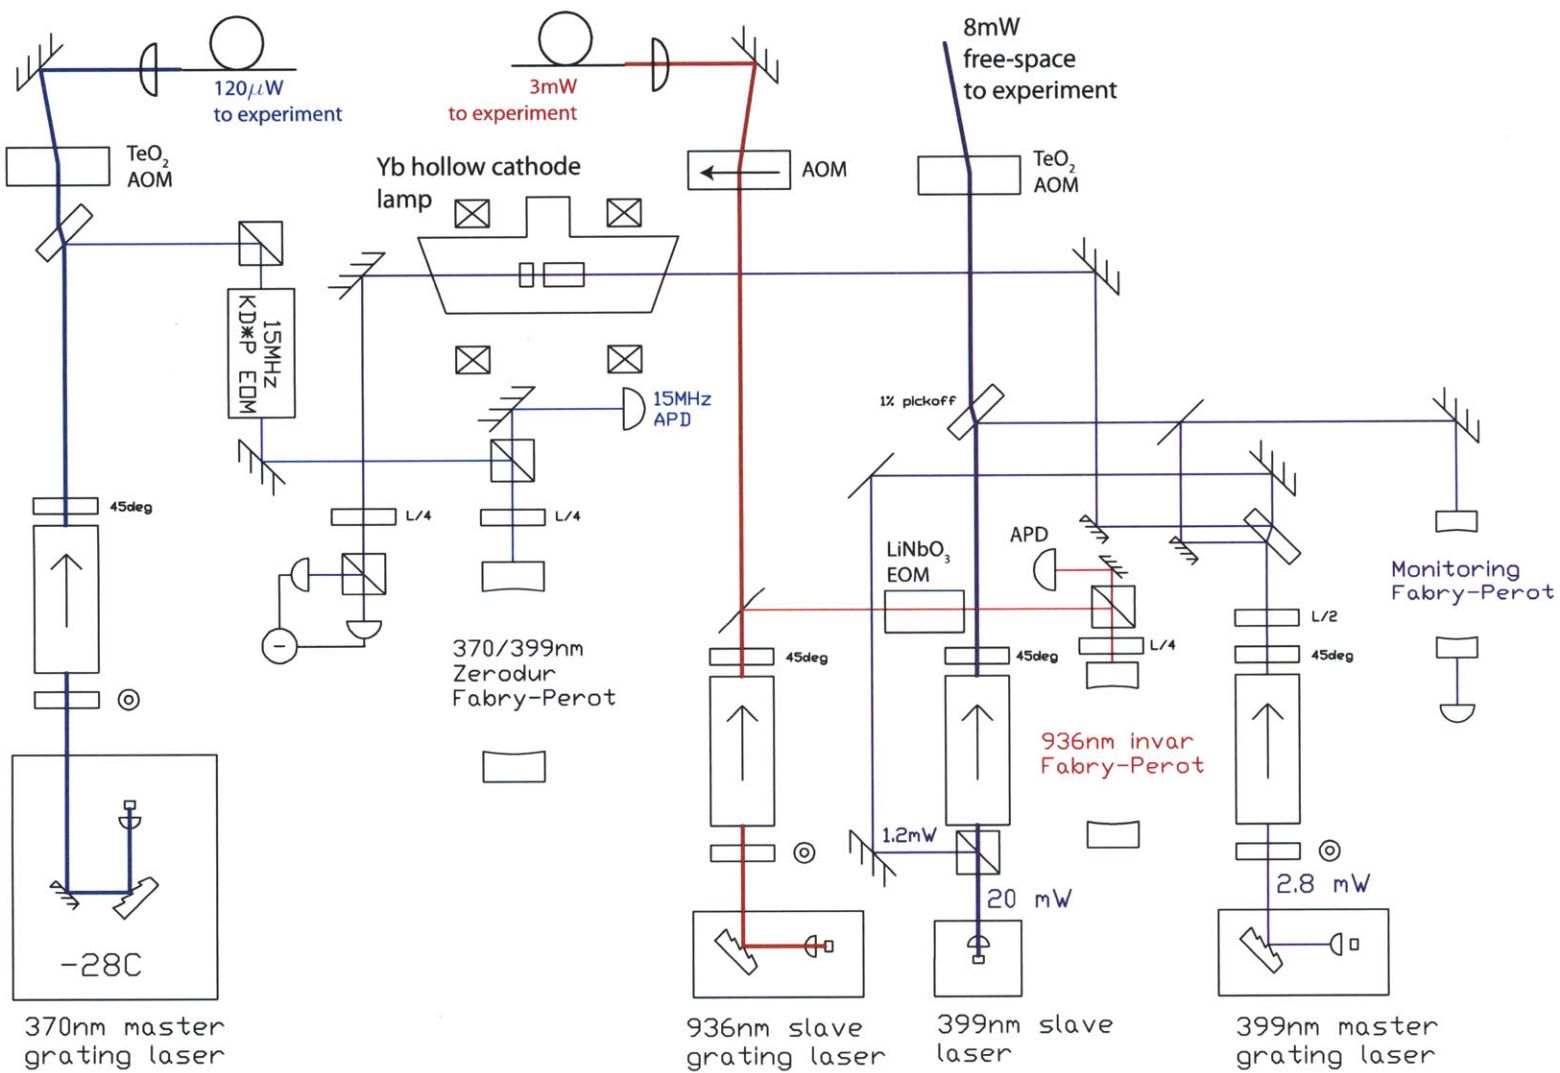 8mW
free-space
to experiment
120μW
to experiment
3mW
to experiment
TeO₂
AOM
Yb hollow cathode
lamp
AOM
TeO₂
AOM
15MHz
KD*P EOM
15MHz
APD
1% pickoff
45deg
L/4
L/4
LiNbO₃
EOM
APD
Monitoring
Fabry-Perot
L/2
370/399nm
Zerodur
Fabry-Perot
45deg
45deg
L/4
45deg
936nm invar
Fabry-Perot
1.2mW
20 mW
2.8 mW
-28C
370nm master
grating laser
936nm slave
grating laser
399nm slave
laser
399nm master
grating laser